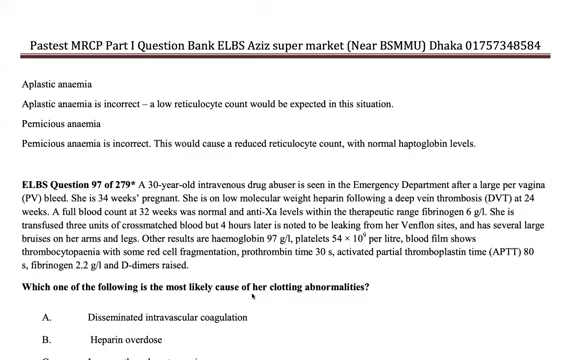 Pastest MRCP Part I Question Bank ELBS Aziz super market (Near BSMMU) Dhaka 01757348584
Aplastic anaemia
Aplastic anaemia is incorrect – a low reticulocyte count would be expected in this situation.
Pernicious anaemia
Pernicious anaemia is incorrect. This would cause a reduced reticulocyte count, with normal haptoglobin levels.
ELBS Question 97 of 279* A 30-year-old intravenous drug abuser is seen in the Emergency Department after a large per vagina
(PV) bleed. She is 34 weeks' pregnant. She is on low molecular weight heparin following a deep vein thrombosis (DVT) at 24
weeks. A full blood count at 32 weeks was normal and anti-Xa levels within the therapeutic range fibrinogen 6 g/l. She is
transfused three units of crossmatched blood but 4 hours later is noted to be leaking from her Venflon sites, and has several large
bruises on her arms and legs. Other results are haemoglobin 97 g/l, platelets 54 × 10⁹ per litre, blood film shows
thrombocytopaenia with some red cell fragmentation, prothrombin time 30 s, activated partial thromboplastin time (APTT) 80
s, fibrinogen 2.2 g/l and D-dimers raised.
Which one of the following is the most likely cause of her clotting abnormalities?
A. Disseminated intravascular coagulation
B. Heparin overdose